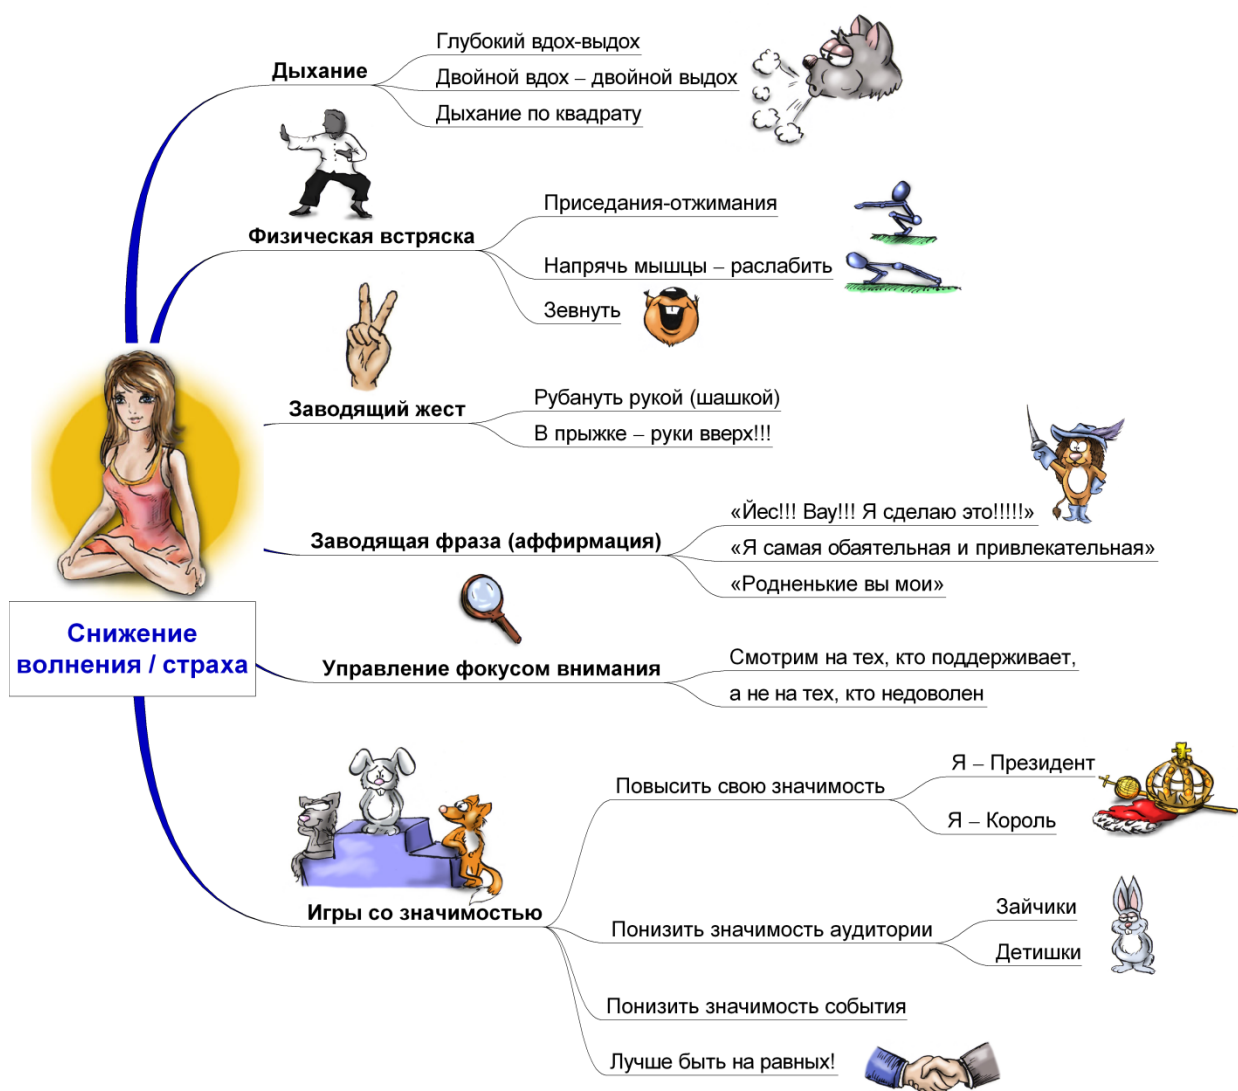 Глубокий вдох-выдох
Дыхание
Двойной вдох – двойной выдох
Дыхание по квадрату
Приседания-отжимания
Физическая встряска
Напрячь мышцы – раслабить
Зевнуть
Заводящий жест
Рубануть рукой (шашкой)
В прыжке – руки вверх!!!
«Йес!!! Вау!!! Я сделаю это!!!!!»
Заводящая фраза (аффирмация)
«Я самая обаятельная и привлекательная»
«Родненькие вы мои»
Снижение
волнения / страха
Управление фокусом внимания
Смотрим на тех, кто поддерживает,
а не на тех, кто недоволен
Игры со значимостью
Повысить свою значимость
Я – Президент
Я – Король
Понизить значимость аудитории
Зайчики
Детишки
Понизить значимость события
Лучше быть на равных!